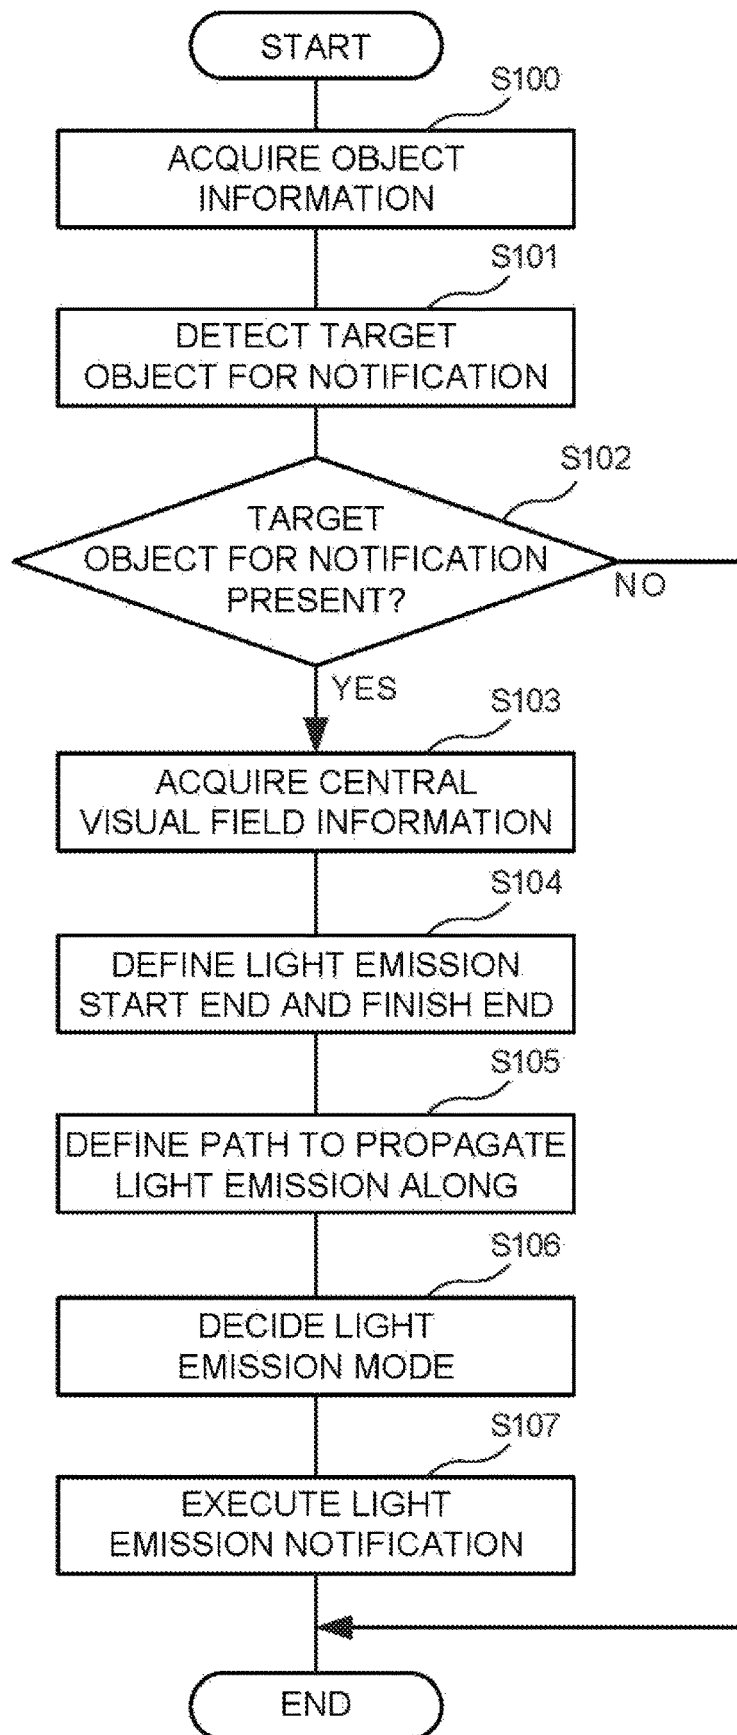 START
S100
ACQUIRE OBJECT
INFORMATION
S101
DETECT TARGET
OBJECT FOR NOTIFICATION
S102
TARGET
OBJECT FOR NOTIFICATION
PRESENT?
NO
YES
S103
ACQUIRE CENTRAL
VISUAL FIELD INFORMATION
S104
DEFINE LIGHT EMISSION
START END AND FINISH END
S105
DEFINE PATH TO PROPAGATE
LIGHT EMISSION ALONG
S106
DECIDE LIGHT
EMISSION MODE
S107
EXECUTE LIGHT
EMISSION NOTIFICATION
END